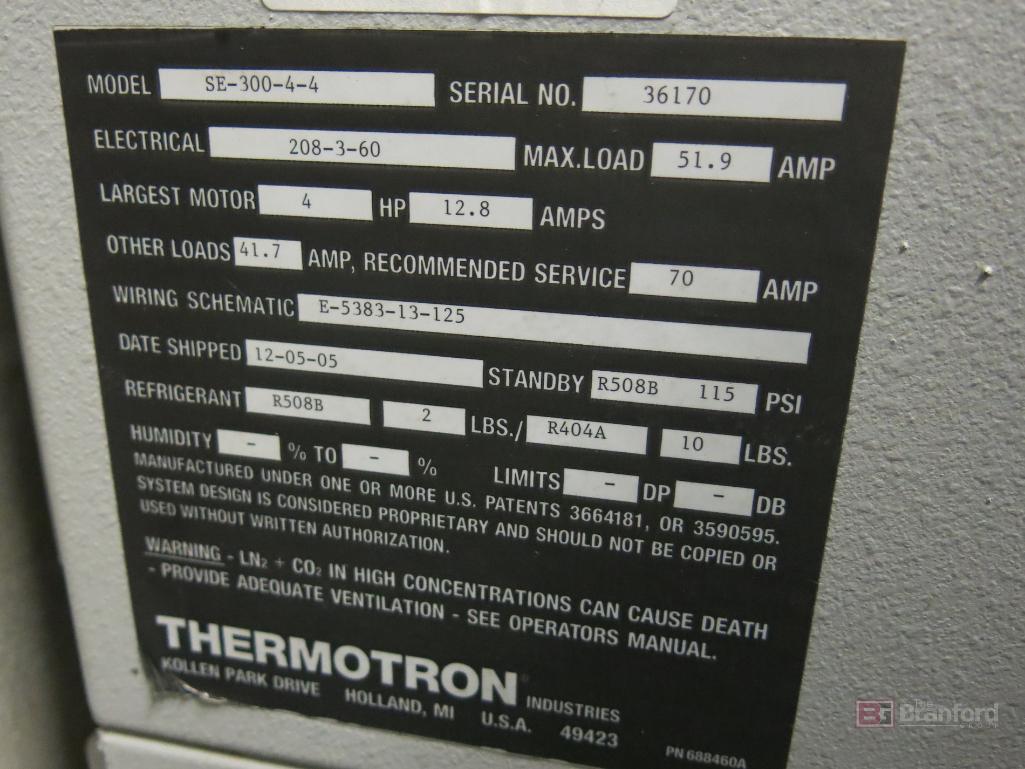 MODEL SE-300-4-4 SERIAL NO. 36170
ELECTRICAL 208-3-60 MAX.LOAD 51.9 AMP
LARGEST MOTOR 4 HP 12.8 AMPS
OTHER LOADS 41.7 AMP, RECOMMENDED SERVICE 70 AMP
WIRING SCHEMATIC E-5383-13-125
DATE SHIPPED 12-05-05 STANDBY R508B 115 PSI
REFRIGERANT R508B 2 LBS./ R404A 10 LBS.
HUMIDITY - % TO - % LIMITS - DP - DB
MANUFACTURED UNDER ONE OR MORE U.S. PATENTS 3664181, OR 3590595.
SYSTEM DESIGN IS CONSIDERED PROPRIETARY AND SHOULD NOT BE COPIED OR
USED WITHOUT WRITTEN AUTHORIZATION.
WARNING - LN₂ + CO₂ IN HIGH CONCENTRATIONS CAN CAUSE DEATH
- PROVIDE ADEQUATE VENTILATION - SEE OPERATORS MANUAL.
THERMOTRON INDUSTRIES
KOLLEN PARK DRIVE HOLLAND, MI U.S.A. 49423
PN 688460A
BG The Blanford GROUP